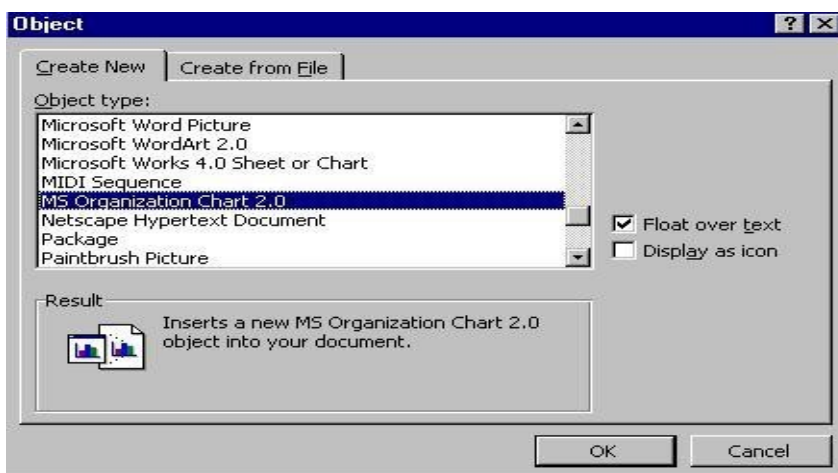 Object
Create New
Create from File
Object type:
Microsoft Word Picture
Microsoft WordArt 2.0
Microsoft Works 4.0 Sheet or Chart
MIDI Sequence
MS Organization Chart 2.0
Netscape Hypertext Document
Package
Paintbrush Picture
Float over text
Display as icon
Result
Inserts a new MS Organization Chart 2.0
object into your document.
OK
Cancel